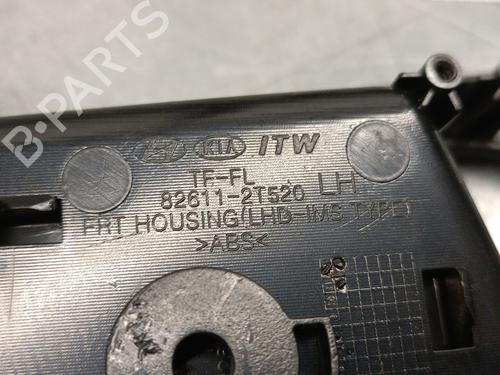 B-PARTS
KIA ITW
TF-FL
82611-2T520 LH
FRT HOUSING(LHD-IMS TYPE)
>ABS<